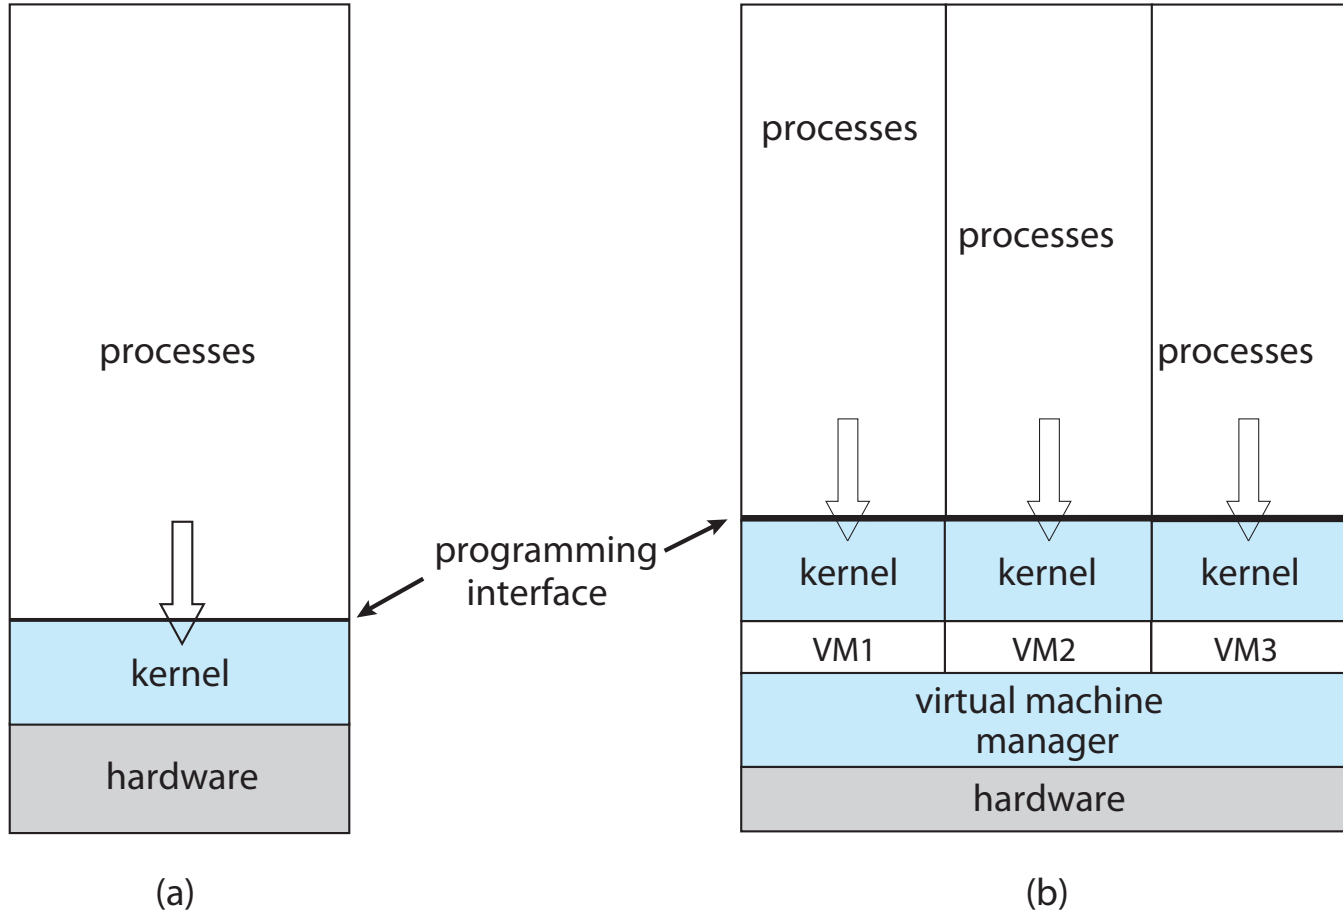 processes
kernel
hardware
(a)
programming
interface
processes
processes
processes
kernel
kernel
kernel
VM1
VM2
VM3
virtual machine
manager
hardware
(b)